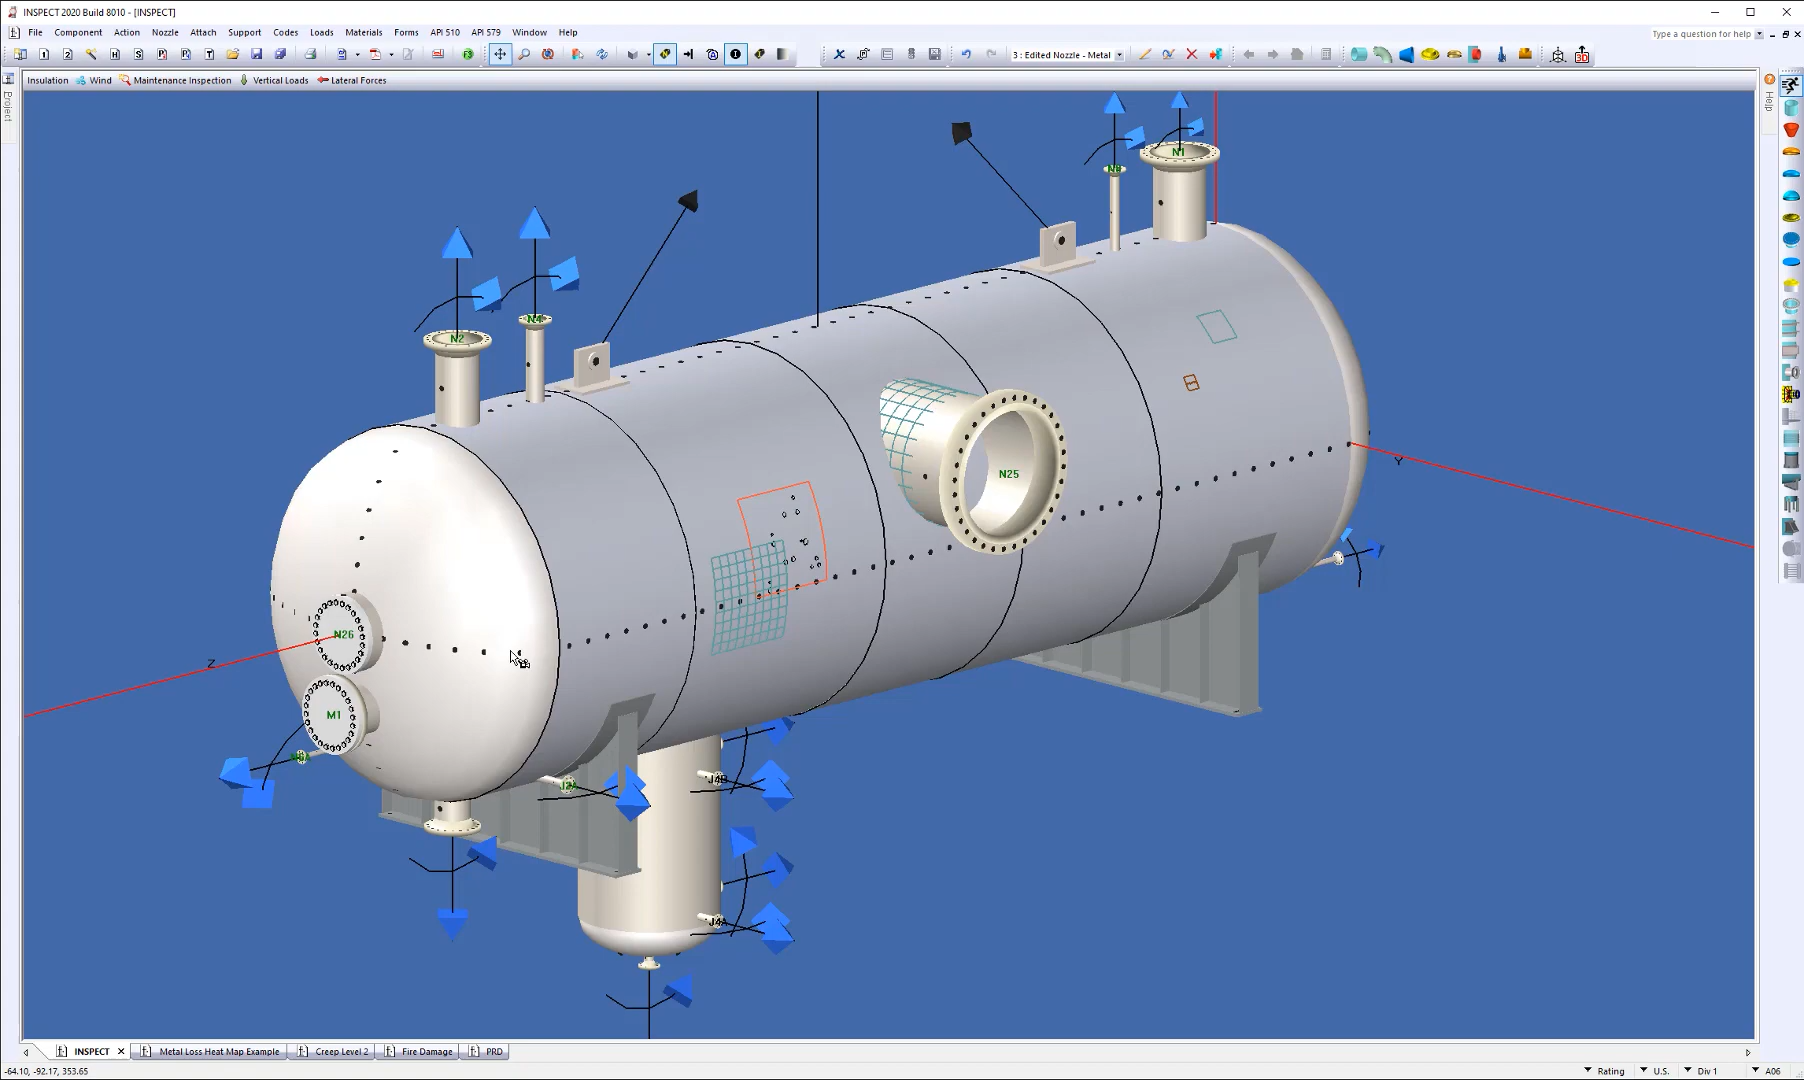 INSPECT 2020 Build 8010 - [INSPECT]
File Component Action Nozzle Attach Support Codes Loads Materials Forms API 510 API 579 Window Help
Type a question for help
3 : Edited Nozzle - Metal
3D
Insulation Wind Maintenance Inspection Vertical Loads Lateral Forces
Project
Help
N1
N2
N4
N25
Y
N26
Z
M1
J4B
J4A
INSPECT Metal Loss Heat Map Example Creep Level 2 Fire Damage PRD
-64.10, -92.17, 353.65
Rating U.S. Div 1 A06